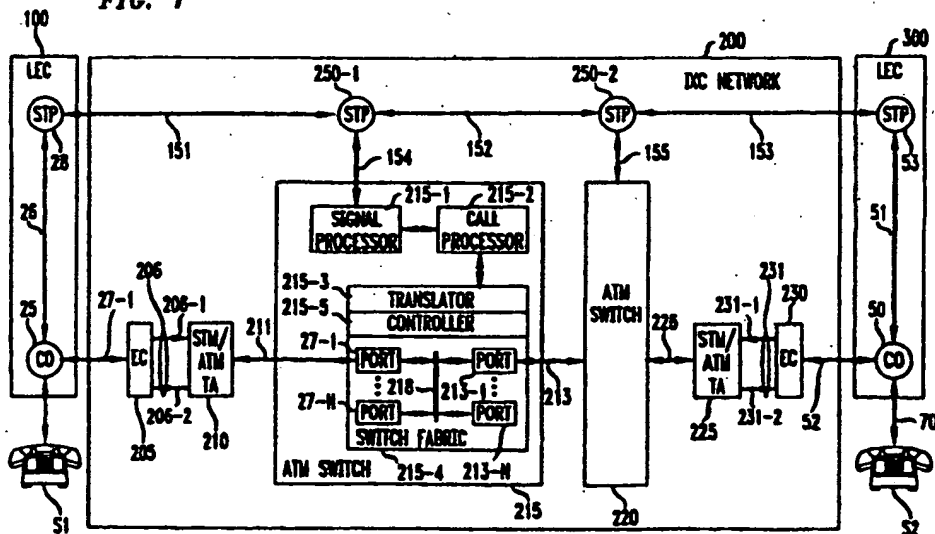 FIG. 1
100
200
300
LEC
250-1
250-2
IXC NETWORK
LEC
STP
STP
STP
STP
28
151
152
153
53
154
155
26
215-1
215-2
51
SIGNAL PROCESSOR
CALL PROCESSOR
215-3
TRANSLATOR
215-5
CONTROLLER
ATM SWITCH
25
27-1
206
206-1
211
27-1
PORT
PORT
213
226
231-1
231
230
50
CO
EC
STM/ATM TA
218
213-1
STM/ATM TA
EC
CO
27-N
PORT
PORT
52
70
206-2
SWITCH FABRIC
231-2
205
210
ATM SWITCH
215-4
213-N
225
S1
215
220
S2